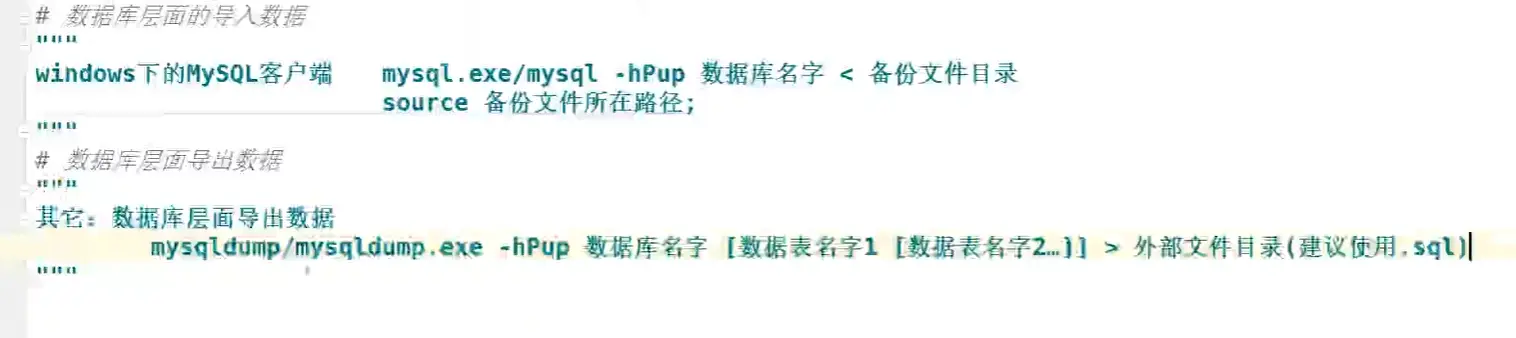 # 数据库层面的导入数据
"""
windows下的MySQL客户端 mysql.exe/mysql -hPup 数据库名字 < 备份文件目录
source 备份文件所在路径;
"""
# 数据库层面导出数据
"""
其它: 数据库层面导出数据
mysqldump/mysqldump.exe -hPup 数据库名字 [数据表名字1 [数据表名字2…]] > 外部文件目录(建议使用.sql)
"""